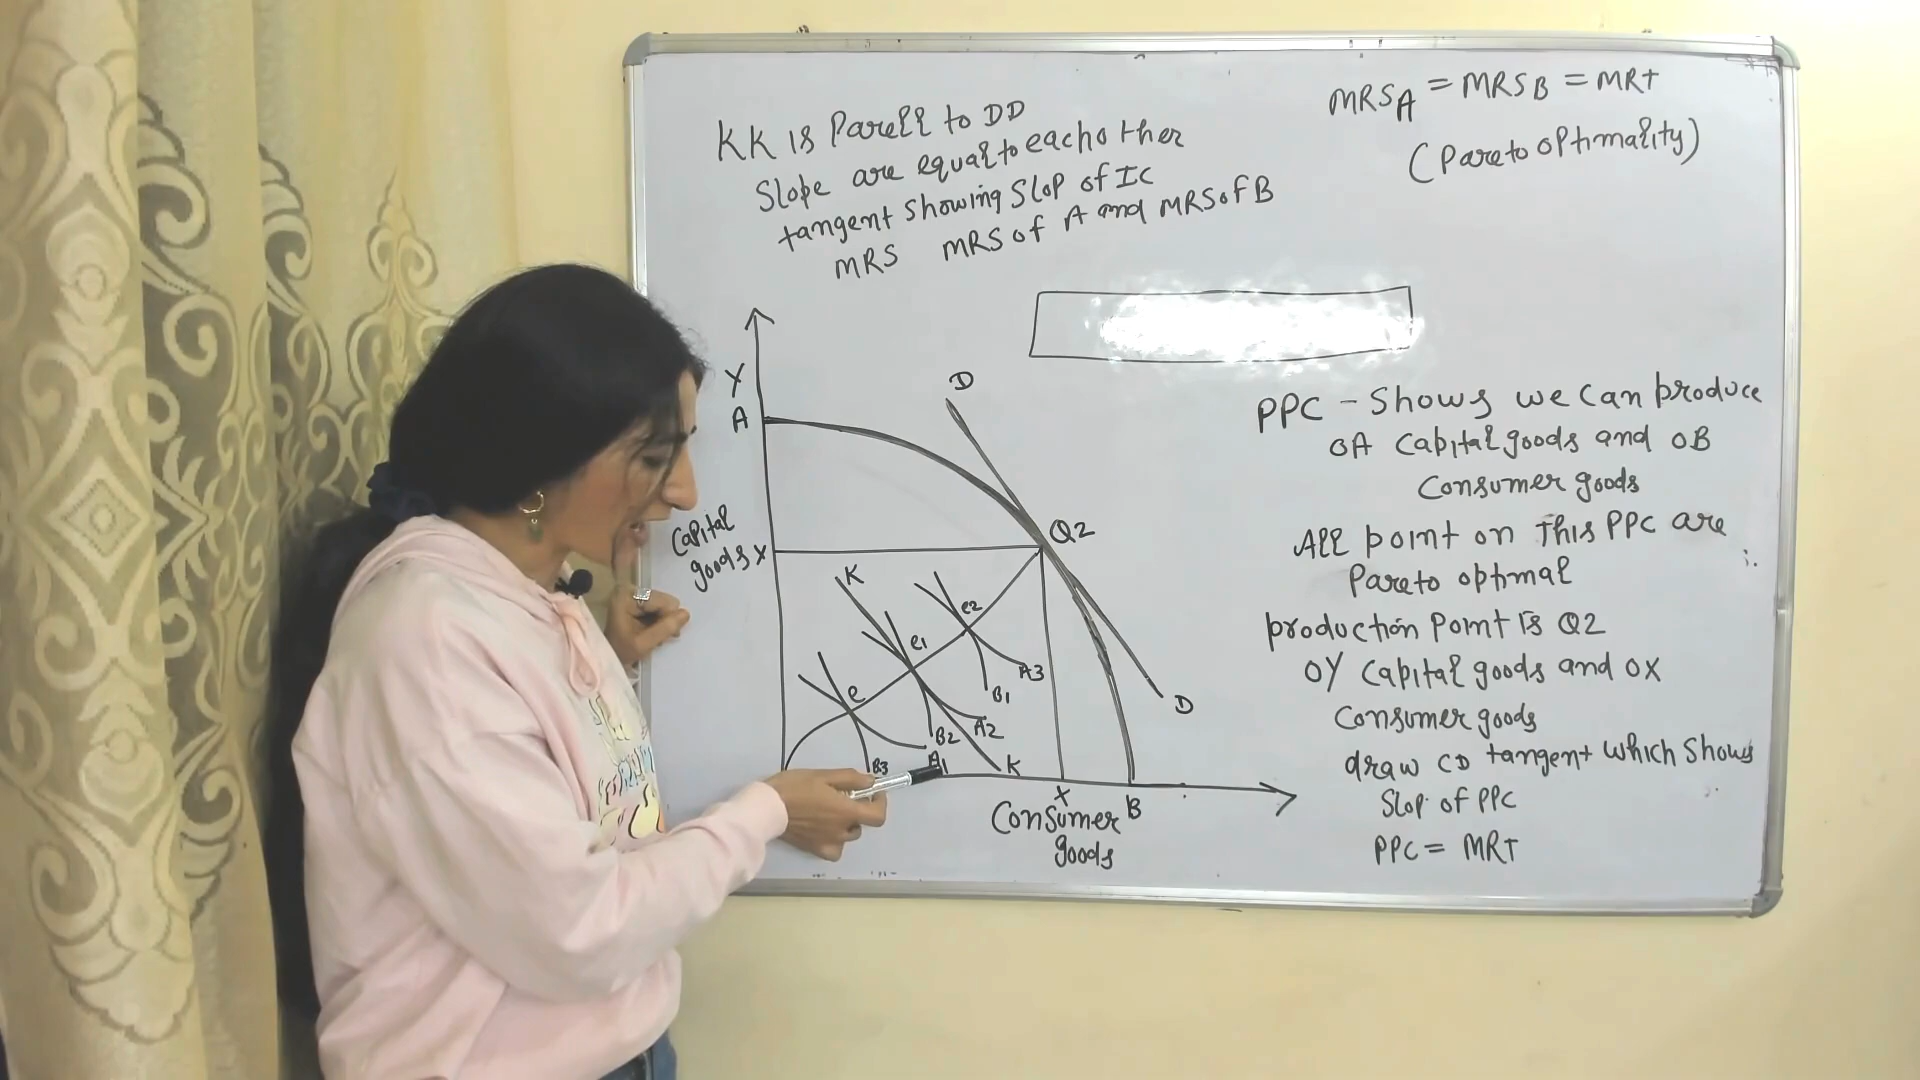 KK is Parell to DD
Slope are equal to each other
tangent showing Slop of IC
MRS MRS of A and MRS of B
MRSA = MRSB = MRT
(Pareto optimality)
Y
A
Capital
goods X
D
Q2
K
e2
e1
e
A3
B1
A2
B2
A1
B3
K
D
X
B
Consumer
goods
PPC - Shows we can produce
OA Capital goods and OB
Consumer goods
All point on This PPC are
Pareto optimal
production Point is Q2
OY Capital goods and OX
Consumer goods
draw CD tangent which Shows
Slop of PPC
PPC = MRT